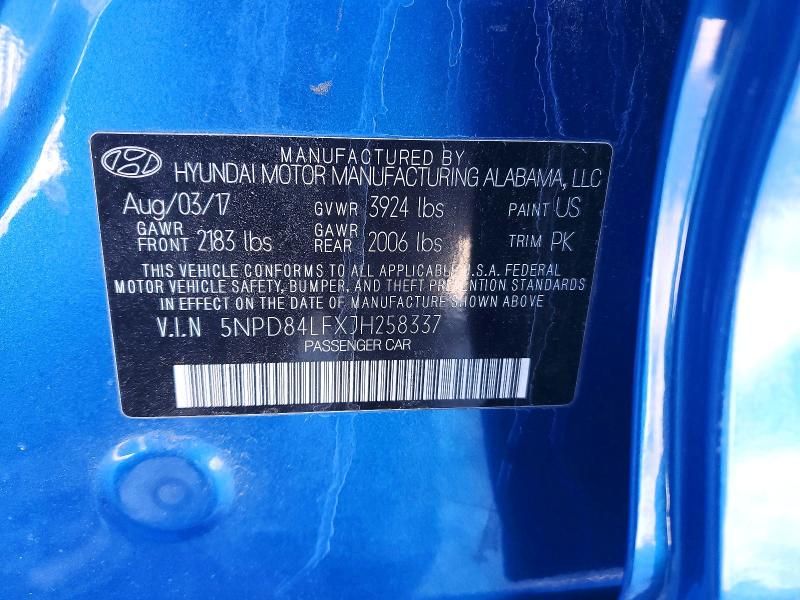 MANUFACTURED BY
HYUNDAI MOTOR MANUFACTURING ALABAMA, LLC
Aug/03/17 GVWR 3924 lbs PAINT US
GAWR FRONT 2183 lbs GAWR REAR 2006 lbs TRIM PK
THIS VEHICLE CONFORMS TO ALL APPLICABLE U.S.A. FEDERAL
MOTOR VEHICLE SAFETY, BUMPER, AND THEFT PREVENTION STANDARDS
IN EFFECT ON THE DATE OF MANUFACTURE SHOWN ABOVE
V.I.N 5NPD84LFXJH258337
PASSENGER CAR